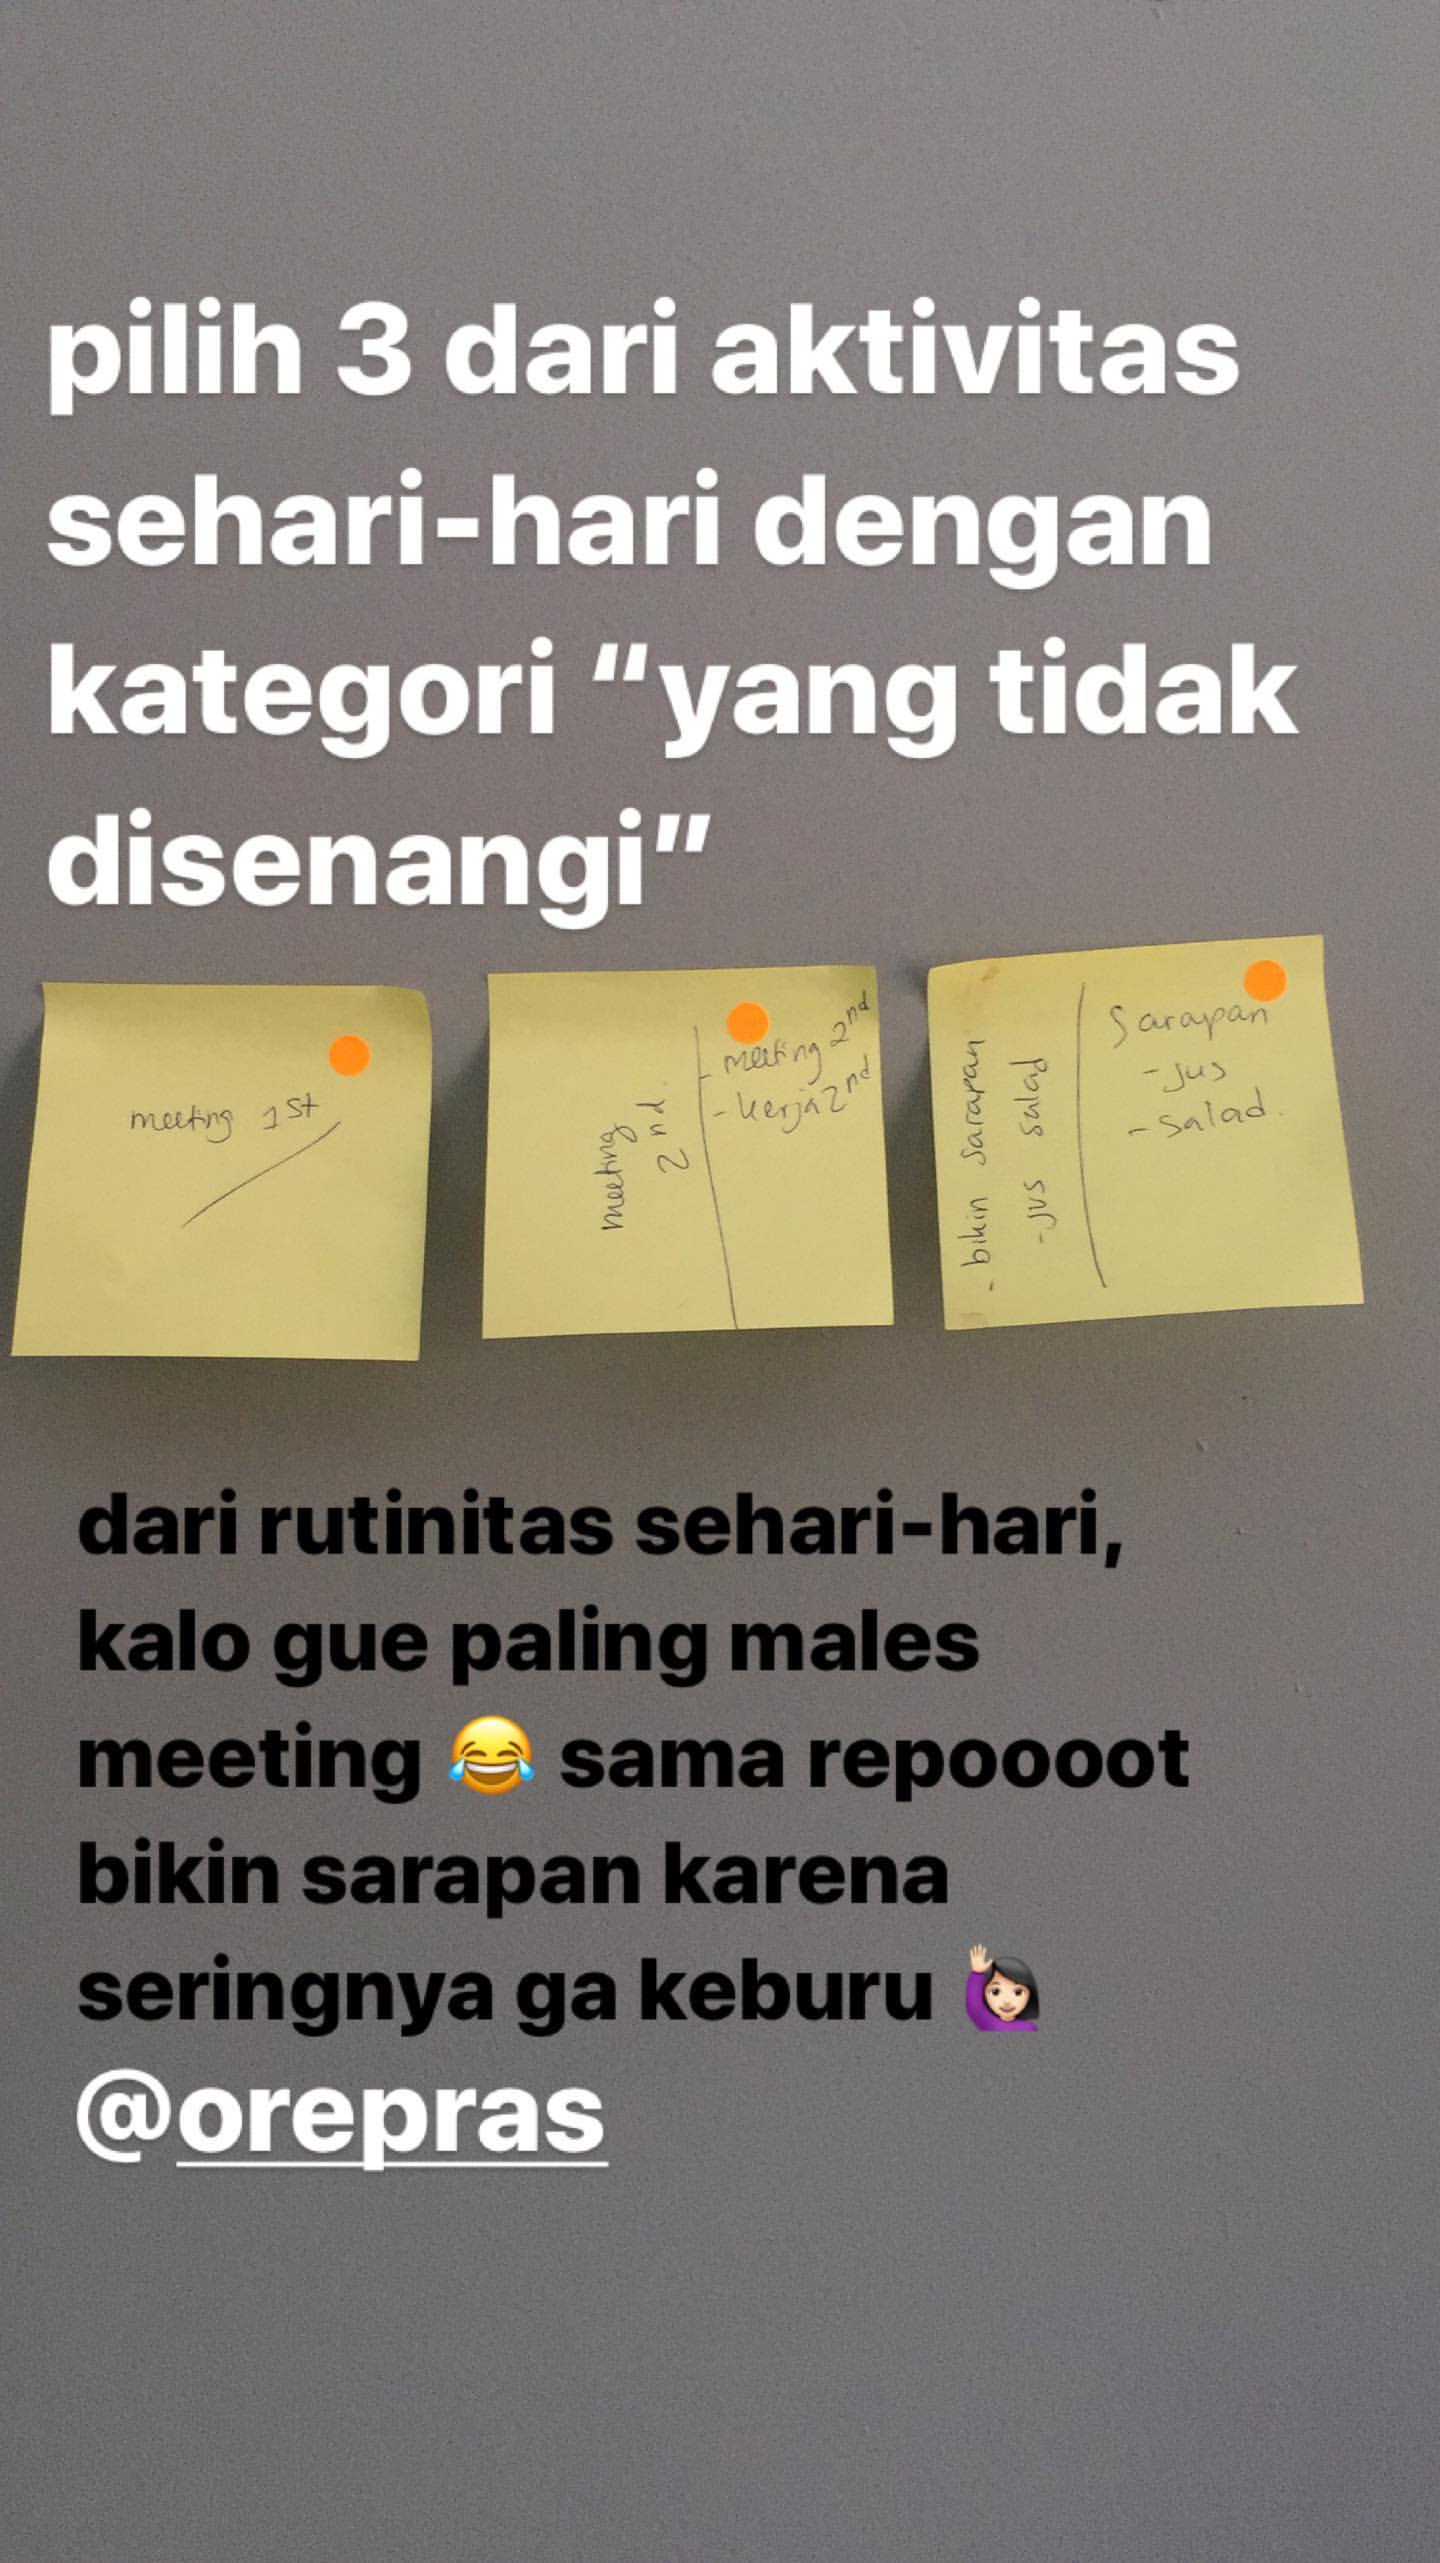 pilih 3 dari aktivitas
sehari-hari dengan
kategori “yang tidak
disenangi”
meeting 1st
meeting
2nd.
- meeting 2nd
- kerja 2nd
- bikin sarapan
- jus salad
Sarapan
- jus
- salad.
dari rutinitas sehari-hari,
kalo gue paling males
meeting 😂 sama repoooot
bikin sarapan karena
seringnya ga keburu 🙋🏻‍♀️
@orepras